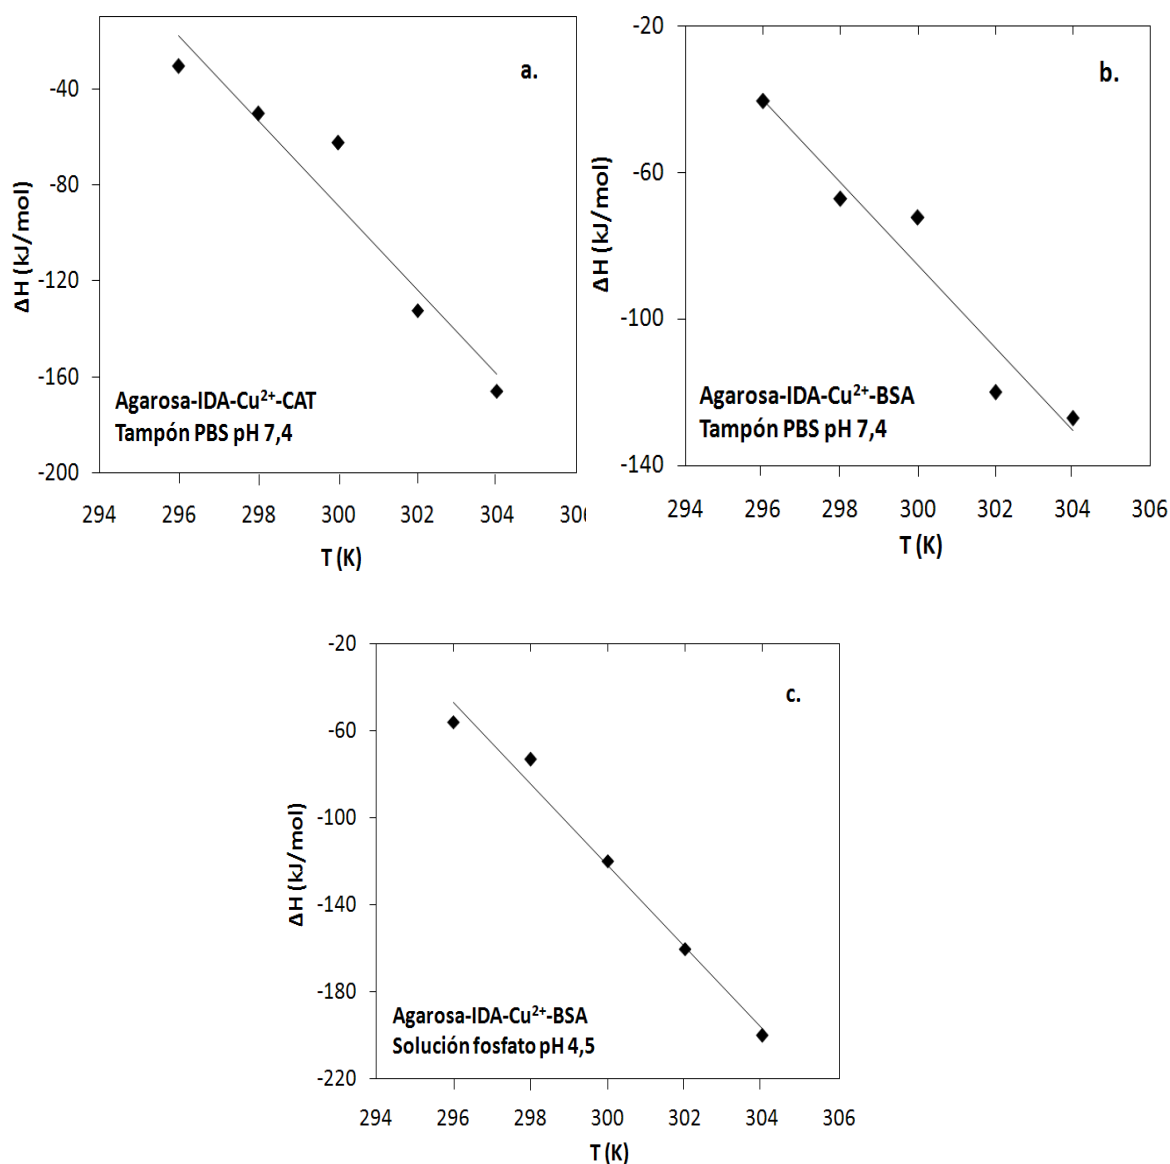 a.
-40
-80
-120
-160
-200
ΔH (kJ/mol)
Agarosa-IDA-Cu²⁺-CAT
Tampón PBS pH 7,4
294 296 298 300 302 304 306
T (K)
b.
-20
-60
-100
-140
ΔH (kJ/mol)
Agarosa-IDA-Cu²⁺-BSA
Tampón PBS pH 7,4
294 296 298 300 302 304 306
T (K)
c.
-20
-60
-100
-140
-180
-220
ΔH (kJ/mol)
Agarosa-IDA-Cu²⁺-BSA
Solución fosfato pH 4,5
294 296 298 300 302 304 306
T (K)